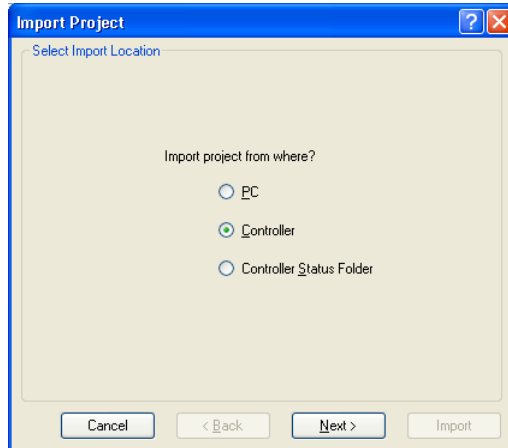 Import Project
Select Import Location
Import project from where?
PC
Controller
Controller Status Folder
Cancel < Back Next > Import